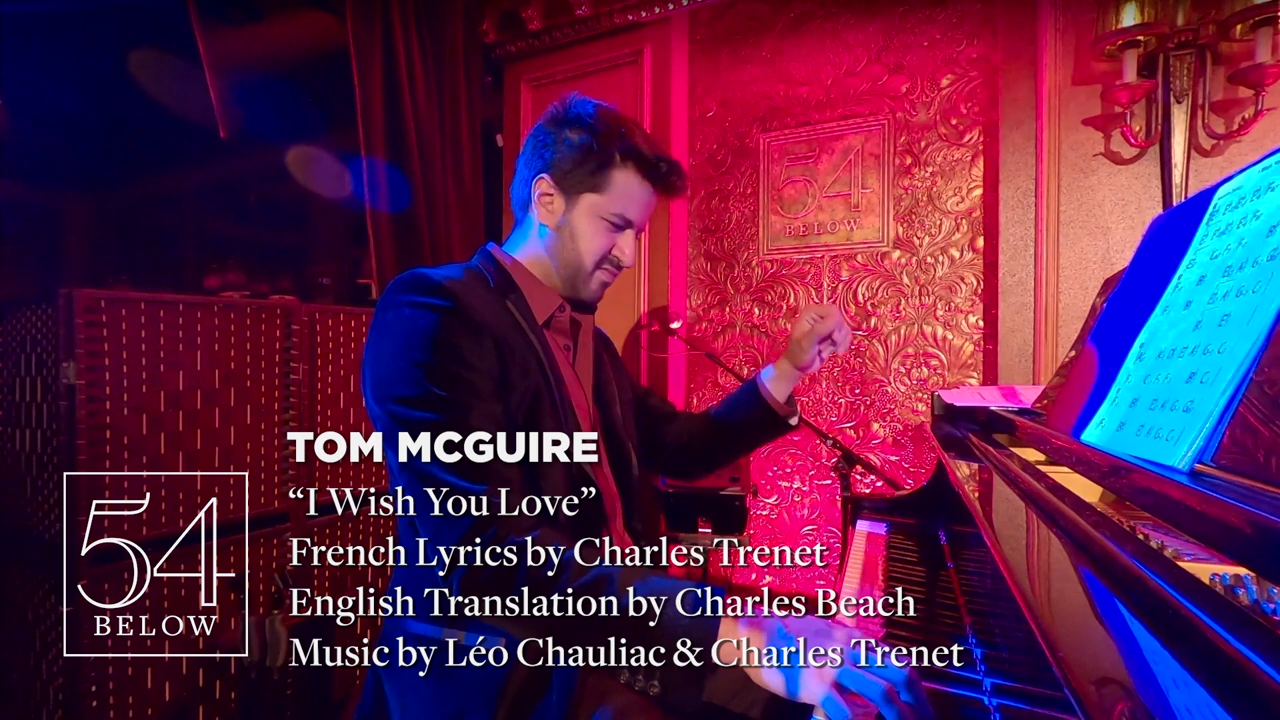 54
BELOW
TOM MCGUIRE
“I Wish You Love”
French Lyrics by Charles Trenet
English Translation by Charles Beach
Music by Léo Chauliac & Charles Trenet
54
BELOW